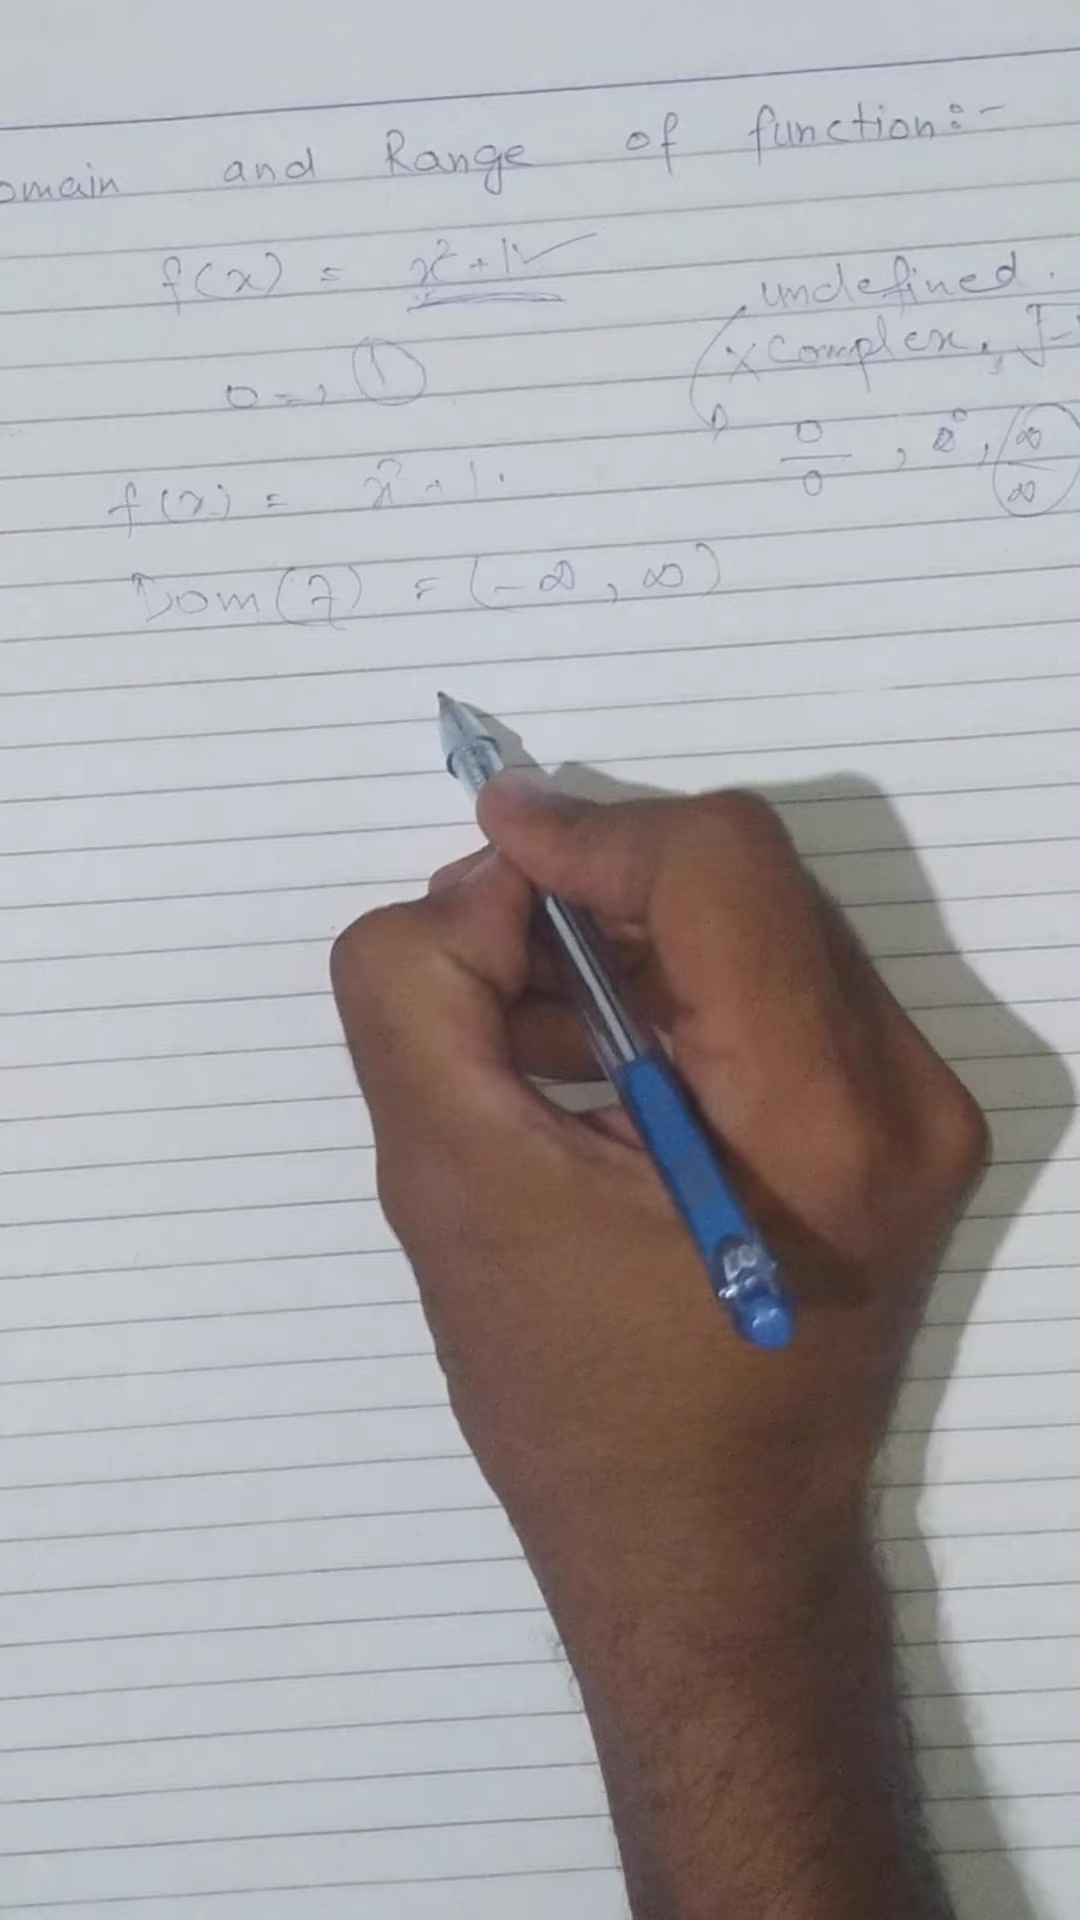 omain and Range of function:-
f(x) = x²+1
undefined.
x complex, √-
0 = , 1
0/0 , 0⁰, ∞/∞
f(x) = x²+1.
Dom(f) = (-∞, ∞)